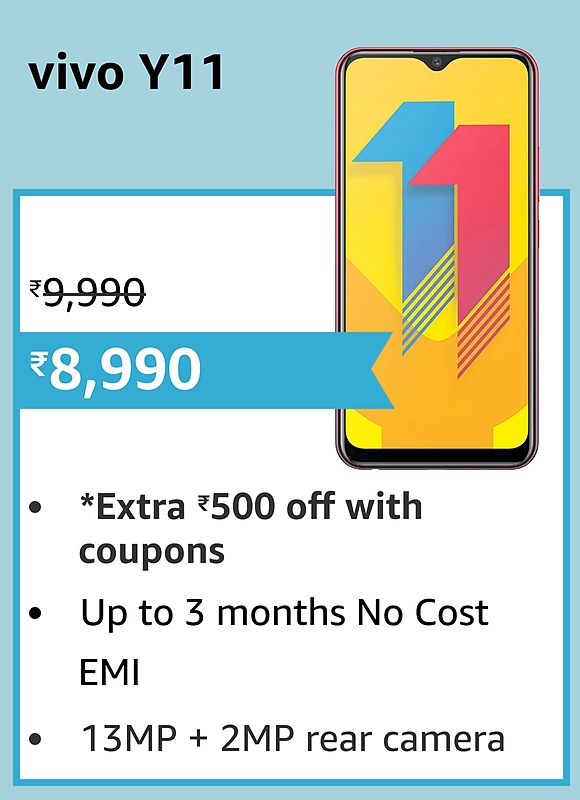 vivo Y11
₹9,990
₹8,990
• *Extra ₹500 off with
coupons
• Up to 3 months No Cost
EMI
• 13MP + 2MP rear camera